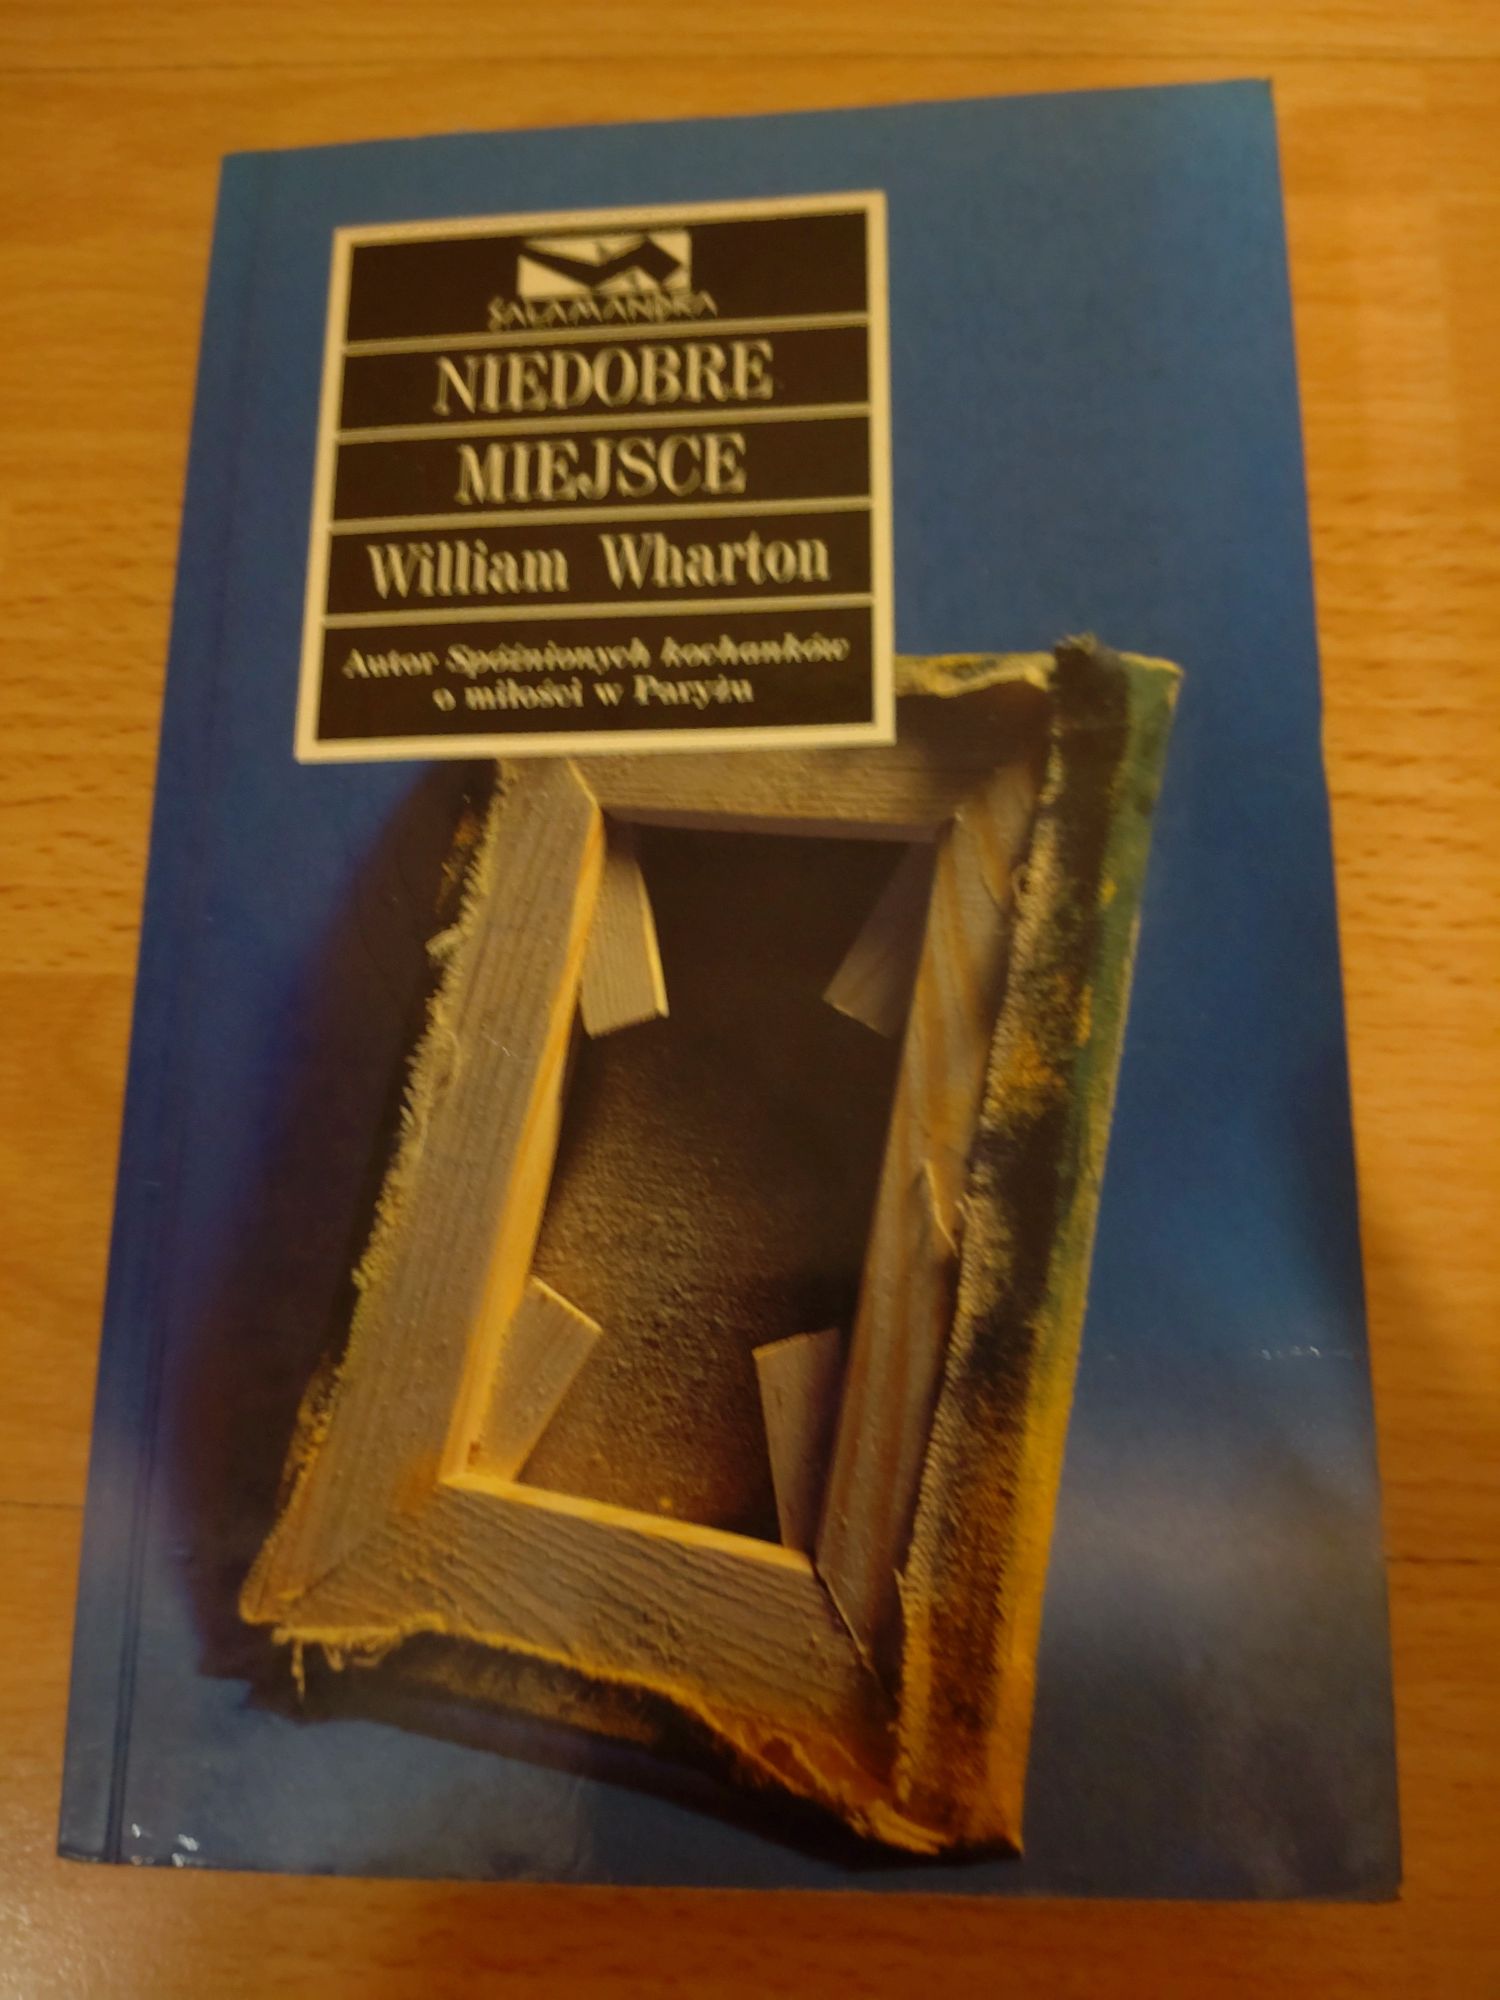 SALAMANDRA
NIEDOBRE
MIEJSCE
William Wharton
Autor Spóźnionych kochanków
o miłości w Paryżu